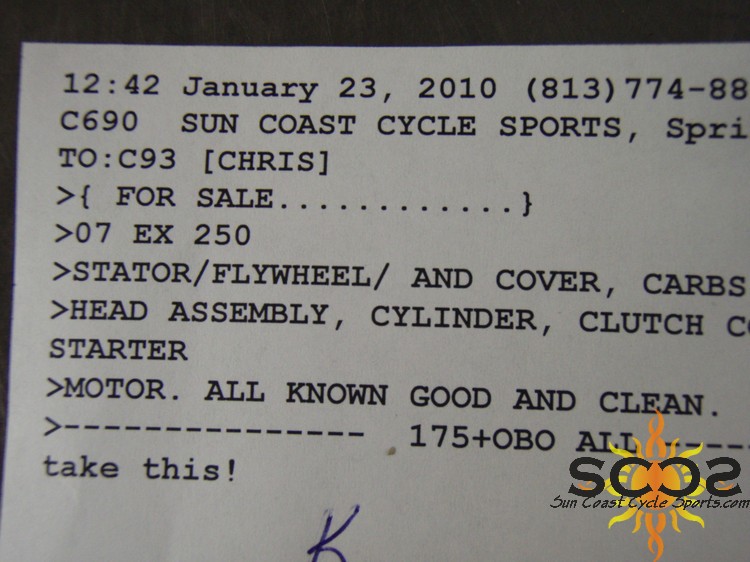 12:42 January 23, 2010 (813)774-88
C690 SUN COAST CYCLE SPORTS, Spri
TO:C93 [CHRIS]
>{ FOR SALE.............}
>07 EX 250
>STATOR/FLYWHEEL/ AND COVER, CARBS
>HEAD ASSEMBLY, CYLINDER, CLUTCH CO
STARTER
>MOTOR. ALL KNOWN GOOD AND CLEAN.
>---------------- 175+OBO ALL-----
take this!
K
SCCS
Sun Coast Cycle Sports.com